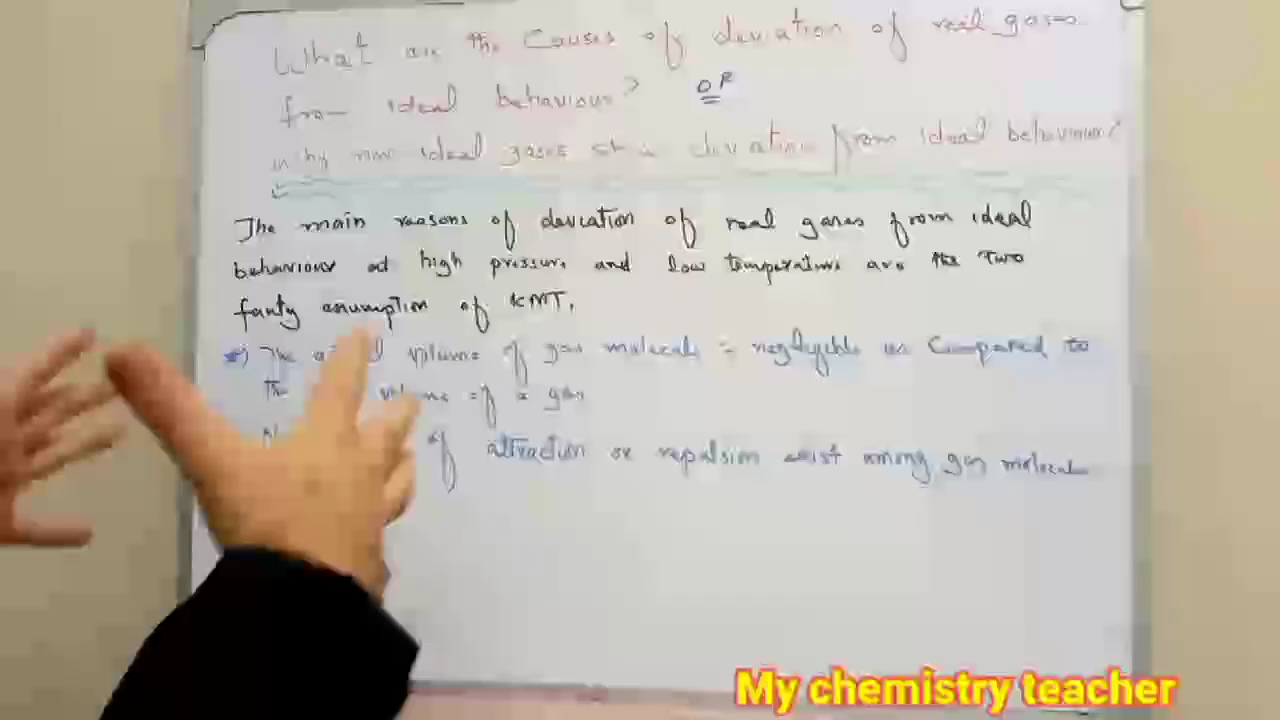 What are the Causes of deviation of real gases
from ideal behaviour? OR
why non ideal gases show deviation from ideal behaviour?
The main reasons of deviation of real gases from ideal
behaviour at high pressure and low temperature are the two
faulty assumption of KMT.
The volume of gas molecule is negligible as Compared to
the volume of a gas
of attraction or repulsion exist among gas molecule
My chemistry teacher